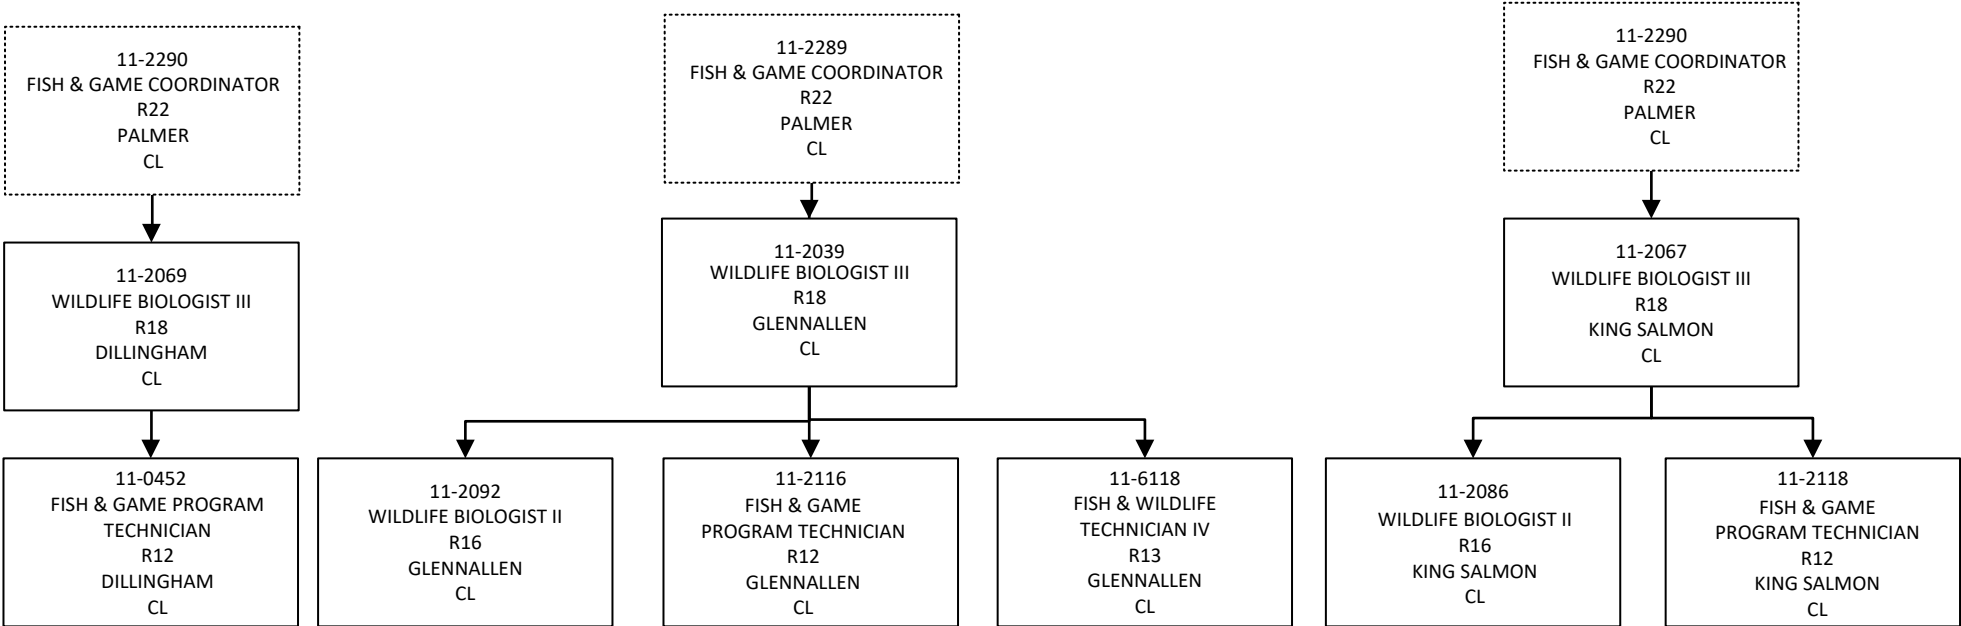 11-2290
FISH & GAME COORDINATOR
R22
PALMER
CL
11-2289
FISH & GAME COORDINATOR
R22
PALMER
CL
11-2290
FISH & GAME COORDINATOR
R22
PALMER
CL
11-2069
WILDLIFE BIOLOGIST III
R18
DILLINGHAM
CL
11-2039
WILDLIFE BIOLOGIST III
R18
GLENNALLEN
CL
11-2067
WILDLIFE BIOLOGIST III
R18
KING SALMON
CL
11-0452
FISH & GAME PROGRAM
TECHNICIAN
R12
DILLINGHAM
CL
11-2092
WILDLIFE BIOLOGIST II
R16
GLENNALLEN
CL
11-2116
FISH & GAME
PROGRAM TECHNICIAN
R12
GLENNALLEN
CL
11-6118
FISH & WILDLIFE
TECHNICIAN IV
R13
GLENNALLEN
CL
11-2086
WILDLIFE BIOLOGIST II
R16
KING SALMON
CL
11-2118
FISH & GAME
PROGRAM TECHNICIAN
R12
KING SALMON
CL